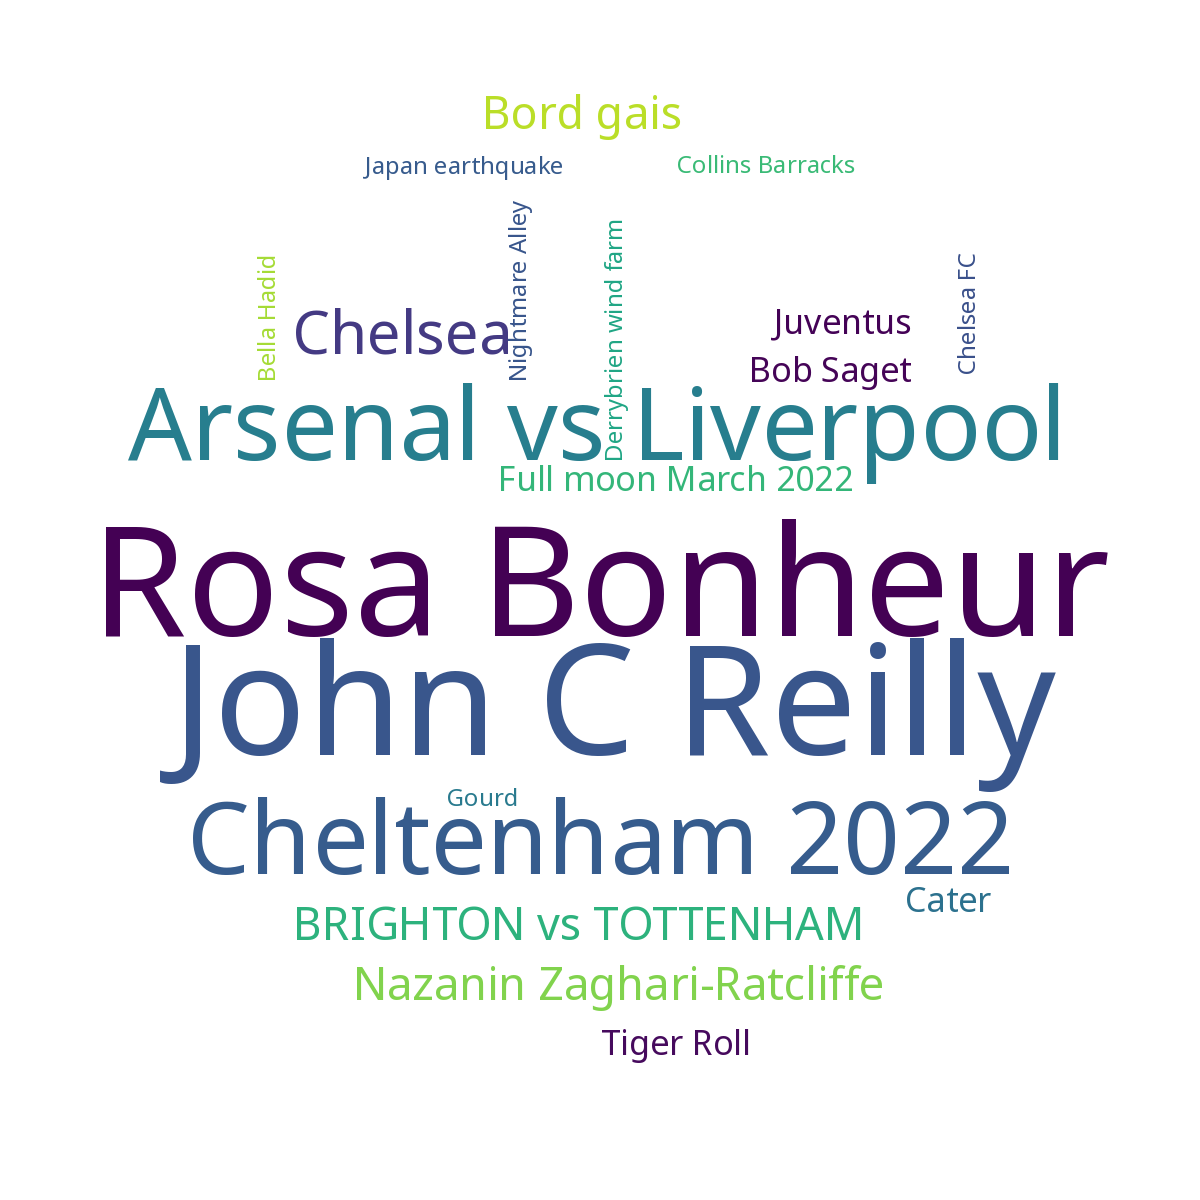 Bord gais
Japan earthquake
Collins Barracks
Nightmare Alley
Derrybrien wind farm
Bella Hadid
Chelsea FC
Chelsea
Juventus
Bob Saget
Arsenal vs Liverpool
Full moon March 2022
Rosa Bonheur
John C Reilly
Gourd
Cheltenham 2022
Cater
BRIGHTON vs TOTTENHAM
Nazanin Zaghari-Ratcliffe
Tiger Roll